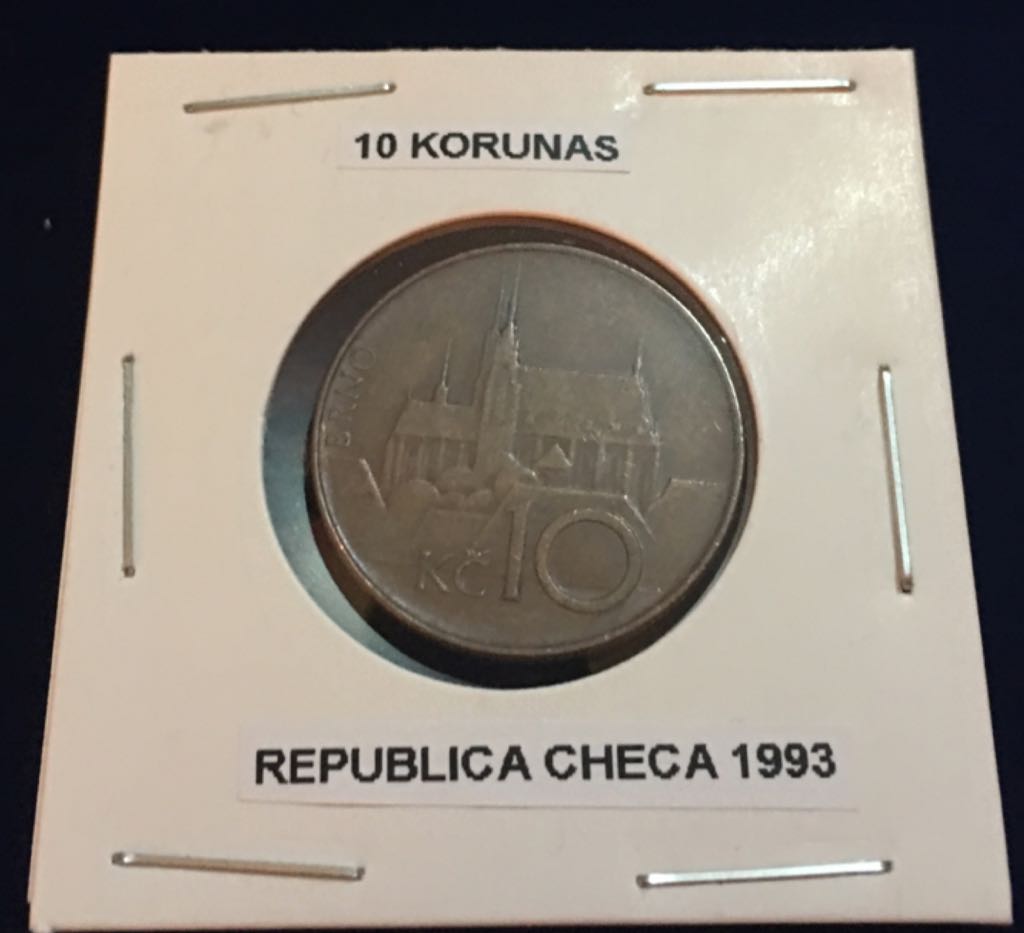 10 KORUNAS
BRNO
KČ 10
REPUBLICA CHECA 1993